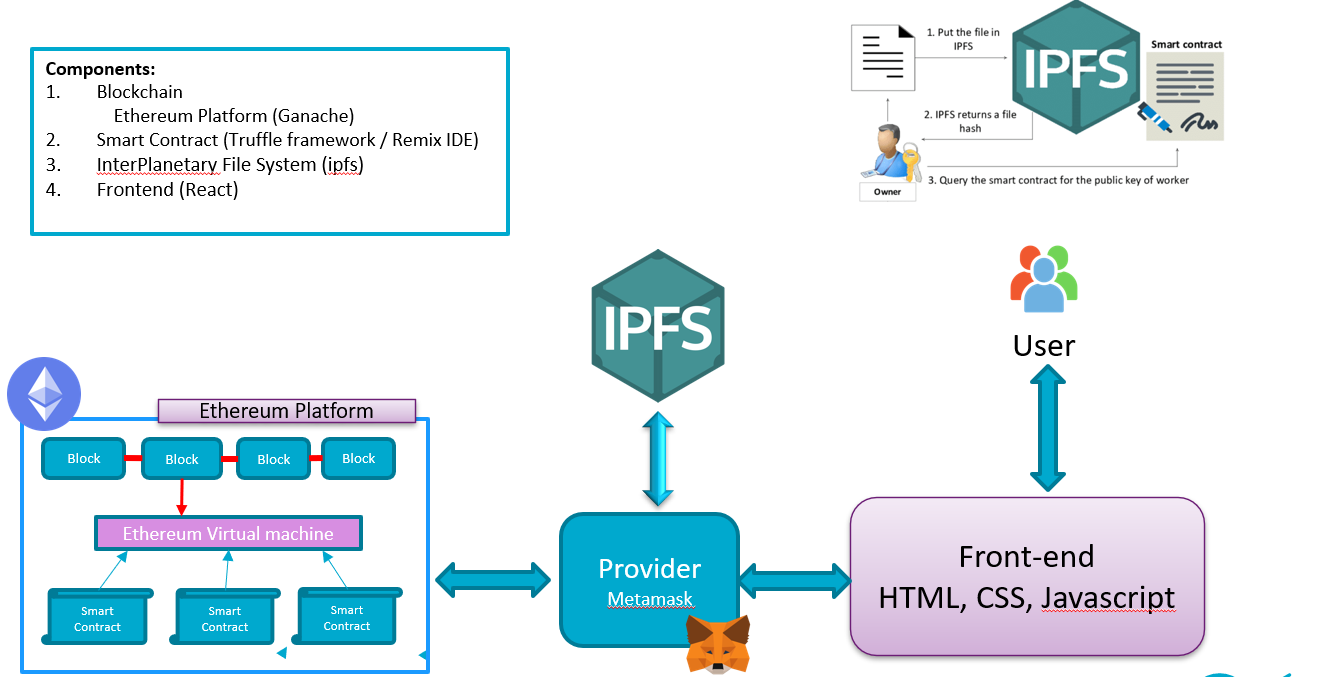 Components:
1. Blockchain
Ethereum Platform (Ganache)
2. Smart Contract (Truffle framework / Remix IDE)
3. InterPlanetary File System (ipfs)
4. Frontend (React)
1. Put the file in
IPFS
IPFS
Smart contract
2. IPFS returns a file
hash
3. Query the smart contract for the public key of worker
Owner
IPFS
User
Ethereum Platform
Block
Block
Block
Block
Ethereum Virtual machine
Smart
Contract
Smart
Contract
Smart
Contract
Provider
Metamask
Front-end
HTML, CSS, Javascript